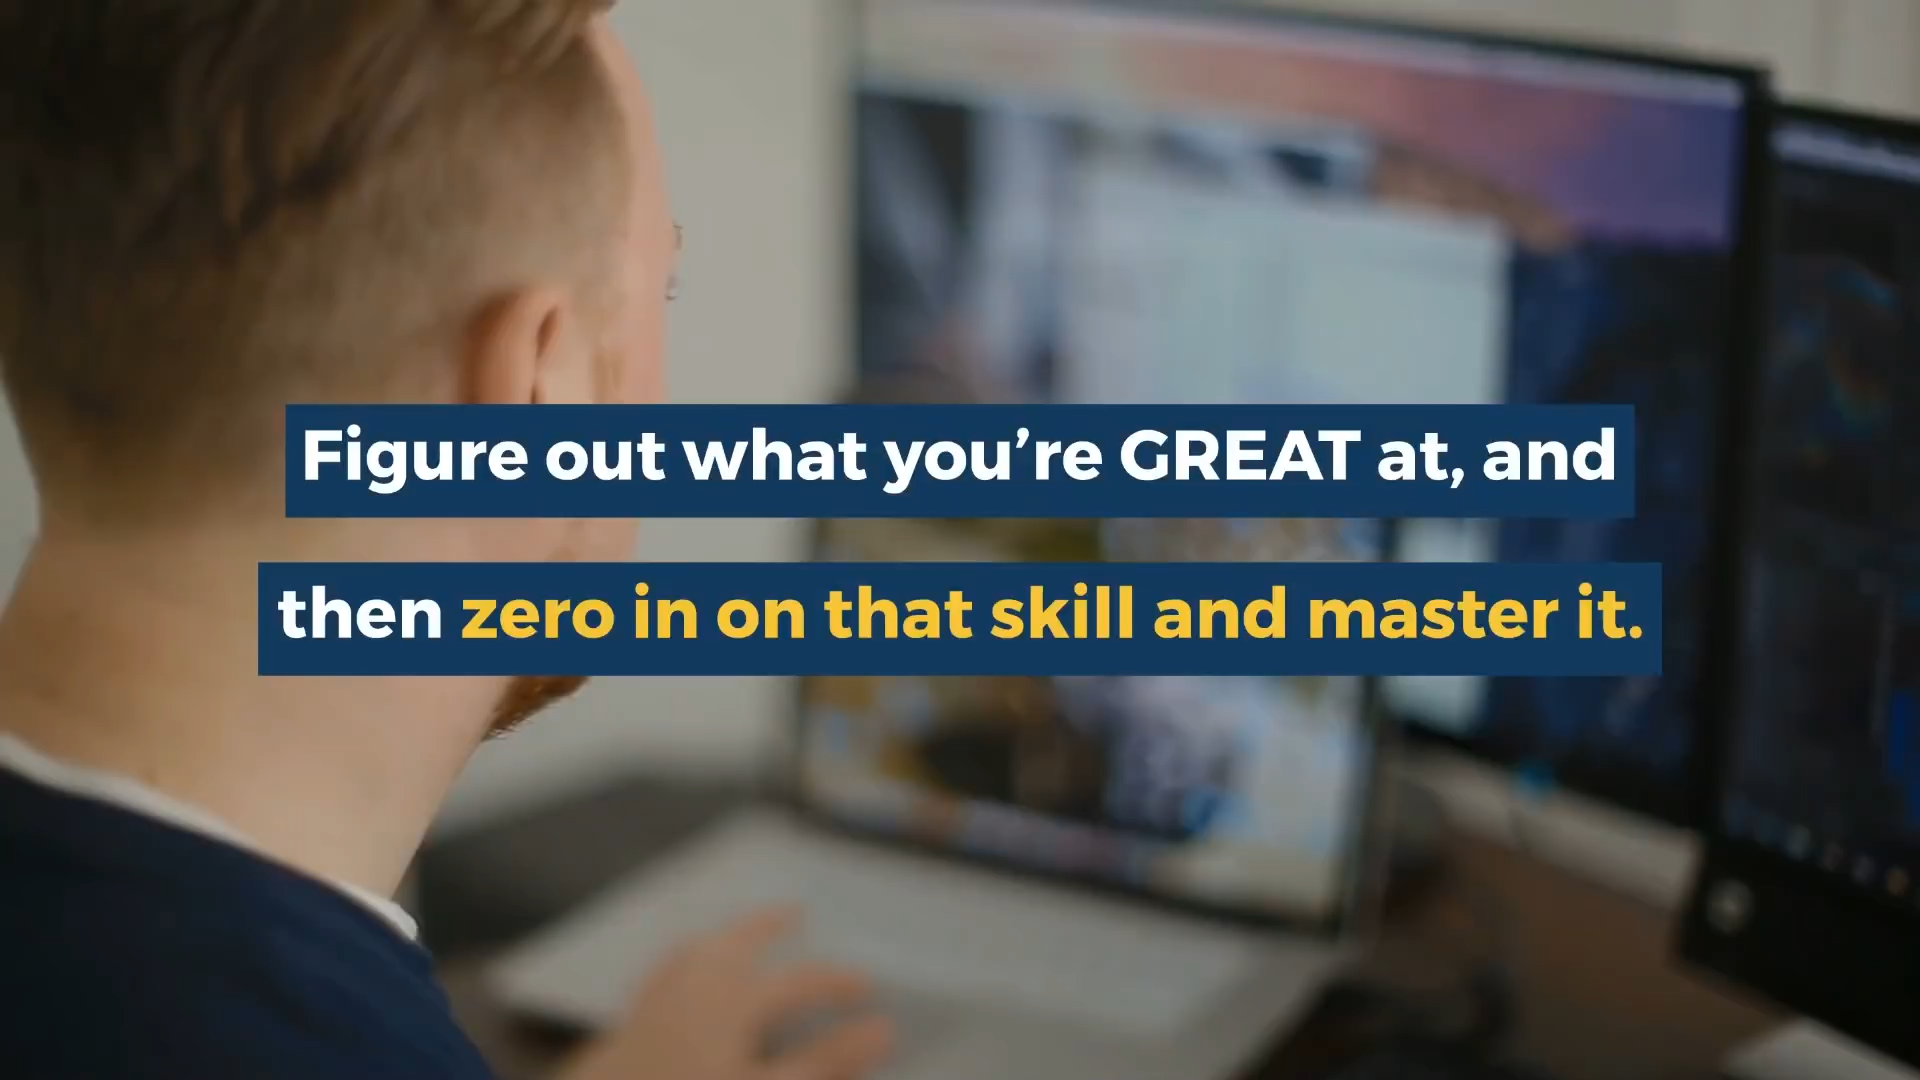 Figure out what you’re GREAT at, and
then zero in on that skill and master it.